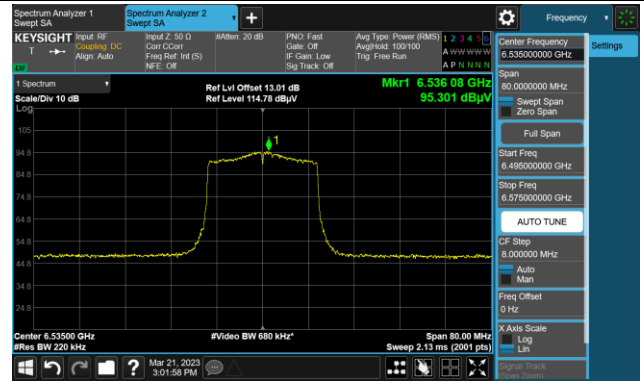 Spectrum Analyzer 1
Swept SA
Spectrum Analyzer 2
Swept SA
Frequency
KEYSIGHT
Input: RF
Coupling: DC
Align: Auto
Input Z: 50 Ω
Corr CCorr
Freq Ref: Int (S)
NFE: Off
#Atten: 20 dB
PNO: Fast
Gate: Off
IF Gain: Low
Sig Track: Off
Avg Type: Power (RMS)
Avg|Hold: 100/100
Trig: Free Run
1 2 3 4 5 6
A W W W W W
A P N N N N
LW
1 Spectrum
Scale/Div 10 dB
Log
Ref Lvl Offset 13.01 dB
Ref Level 114.78 dBµV
Mkr1 6.536 08 GHz
95.301 dBµV
1
105
94.8
84.8
74.8
64.8
54.8
44.8
34.8
24.8
Center 6.53500 GHz
#Res BW 220 kHz
#Video BW 680 kHz*
Span 80.00 MHz
Sweep 2.13 ms (2001 pts)
Mar 21, 2023
3:01:58 PM
Center Frequency
6.535000000 GHz
Span
80.0000000 MHz
Swept Span
Zero Span
Full Span
Start Freq
6.495000000 GHz
Stop Freq
6.575000000 GHz
AUTO TUNE
CF Step
8.000000 MHz
Auto
Man
Freq Offset
0 Hz
X Axis Scale
Log
Lin
Signal Track
(Span Zoom)
Settings